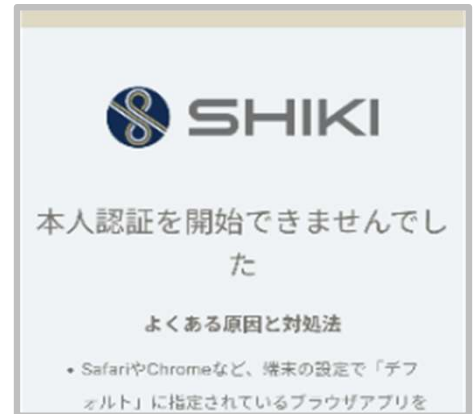 SHIKI
本人認証を開始できませんでし
た
よくある原因と対処法
• SafariやChromeなど、端末の設定で「デフ
ォルト」に指定されているブラウザアプリを